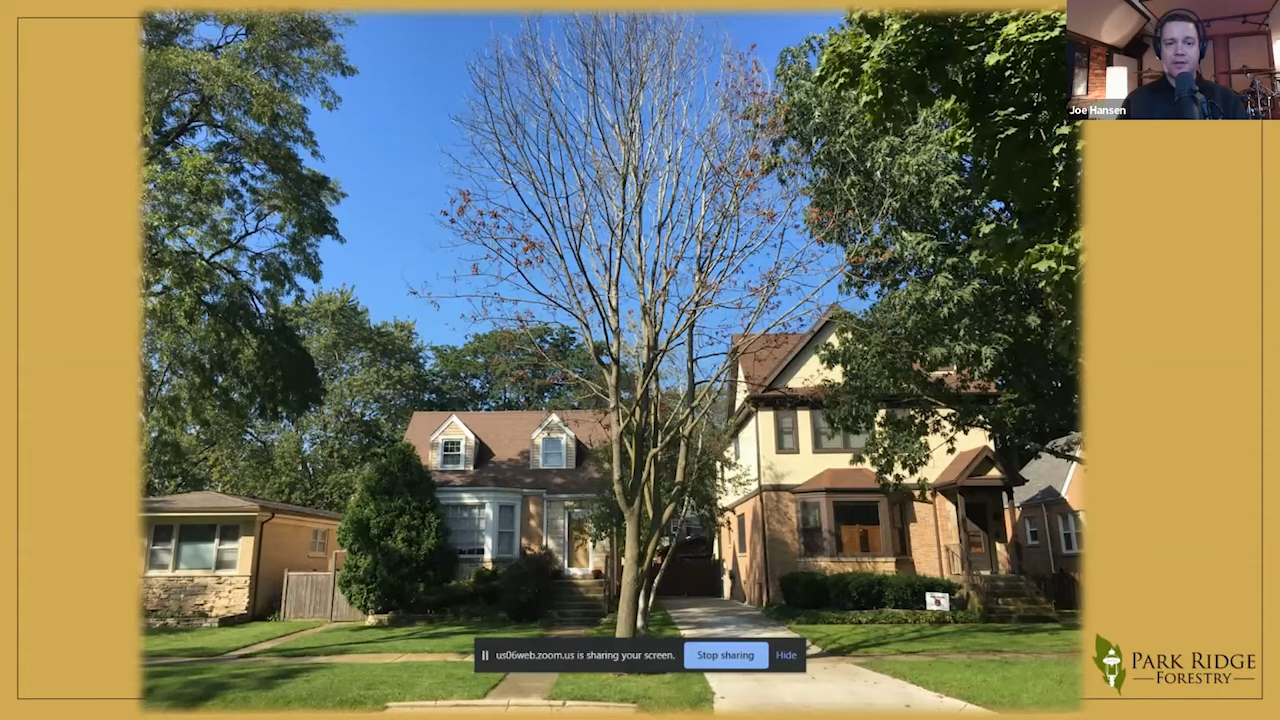 Joe Hansen
us06web.zoom.us is sharing your screen. Stop sharing Hide
PARK RIDGE
FORESTRY